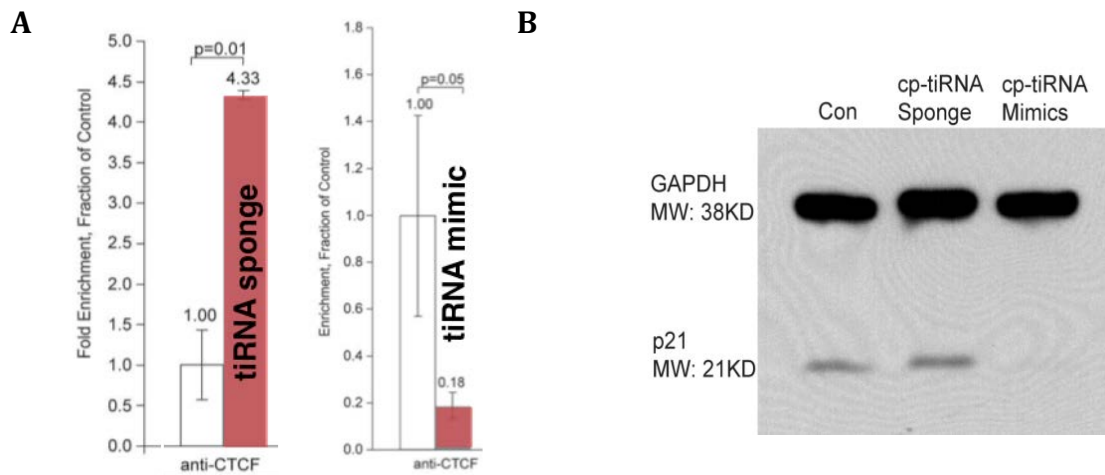 A
Fold Enrichment, Fraction of Control
5.0
4.5
4.0
3.5
3.0
2.5
2.0
1.5
1.0
0.5
0.0
p=0.01
4.33
1.00
tiRNA sponge
anti-CTCF
Enrichment, Fraction of Control
1.8
1.6
1.4
1.2
1.0
0.8
0.6
0.4
0.2
0.0
p=0.05
1.00
0.18
tiRNA mimic
anti-CTCF
B
Con
cp-tiRNA
Sponge
cp-tiRNA
Mimics
GAPDH
MW: 38KD
p21
MW: 21KD